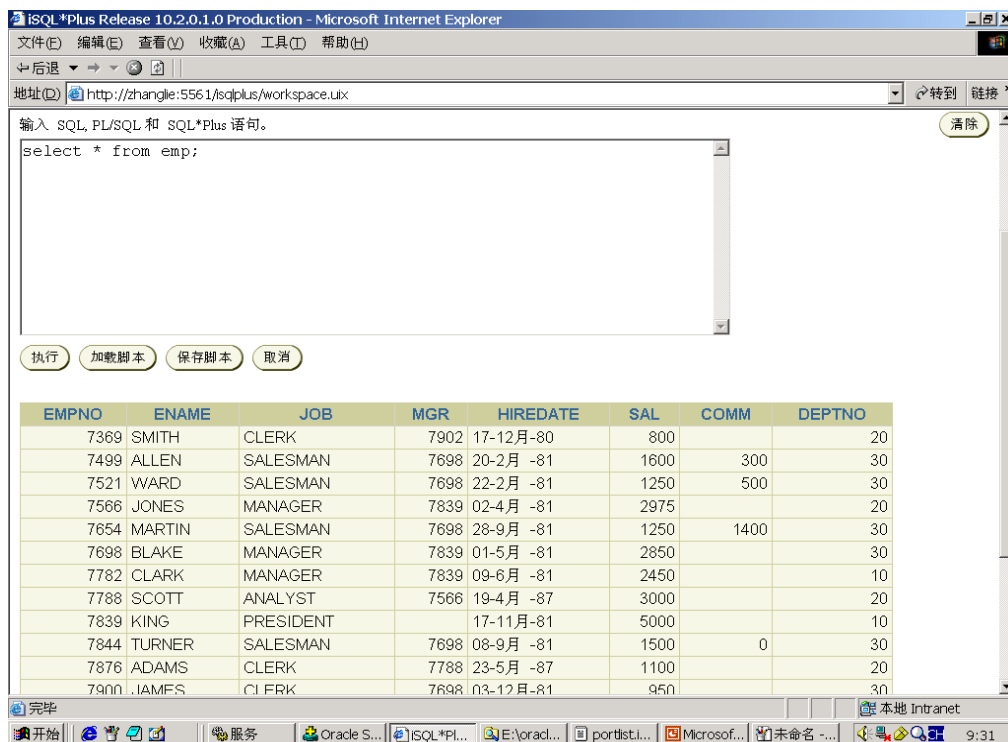 iSQL*Plus Release 10.2.0.1.0 Production - Microsoft Internet Explorer
文件(F) 编辑(E) 查看(V) 收藏(A) 工具(T) 帮助(H)
后退
地址(D) http://zhanglie:5561/isqlplus/workspace.uix 转到 链接
输入 SQL, PL/SQL 和 SQL*Plus 语句。 清除
select * from emp;
执行 加载脚本 保存脚本 取消
EMPNO ENAME JOB MGR HIREDATE SAL COMM DEPTNO
7369 SMITH CLERK 7902 17-12月-80 800 20
7499 ALLEN SALESMAN 7698 20-2月 -81 1600 300 30
7521 WARD SALESMAN 7698 22-2月 -81 1250 500 30
7566 JONES MANAGER 7839 02-4月 -81 2975 20
7654 MARTIN SALESMAN 7698 28-9月 -81 1250 1400 30
7698 BLAKE MANAGER 7839 01-5月 -81 2850 30
7782 CLARK MANAGER 7839 09-6月 -81 2450 10
7788 SCOTT ANALYST 7566 19-4月 -87 3000 20
7839 KING PRESIDENT 17-11月-81 5000 10
7844 TURNER SALESMAN 7698 08-9月 -81 1500 0 30
7876 ADAMS CLERK 7788 23-5月 -87 1100 20
7900 JAMES CLERK 7698 03-12月-81 950 30
完毕 本地 Intranet
开始 服务 Oracle S... iSQL*Pl... E:\oracl... portlist.i... Microsof... 未命名 -... 9:31